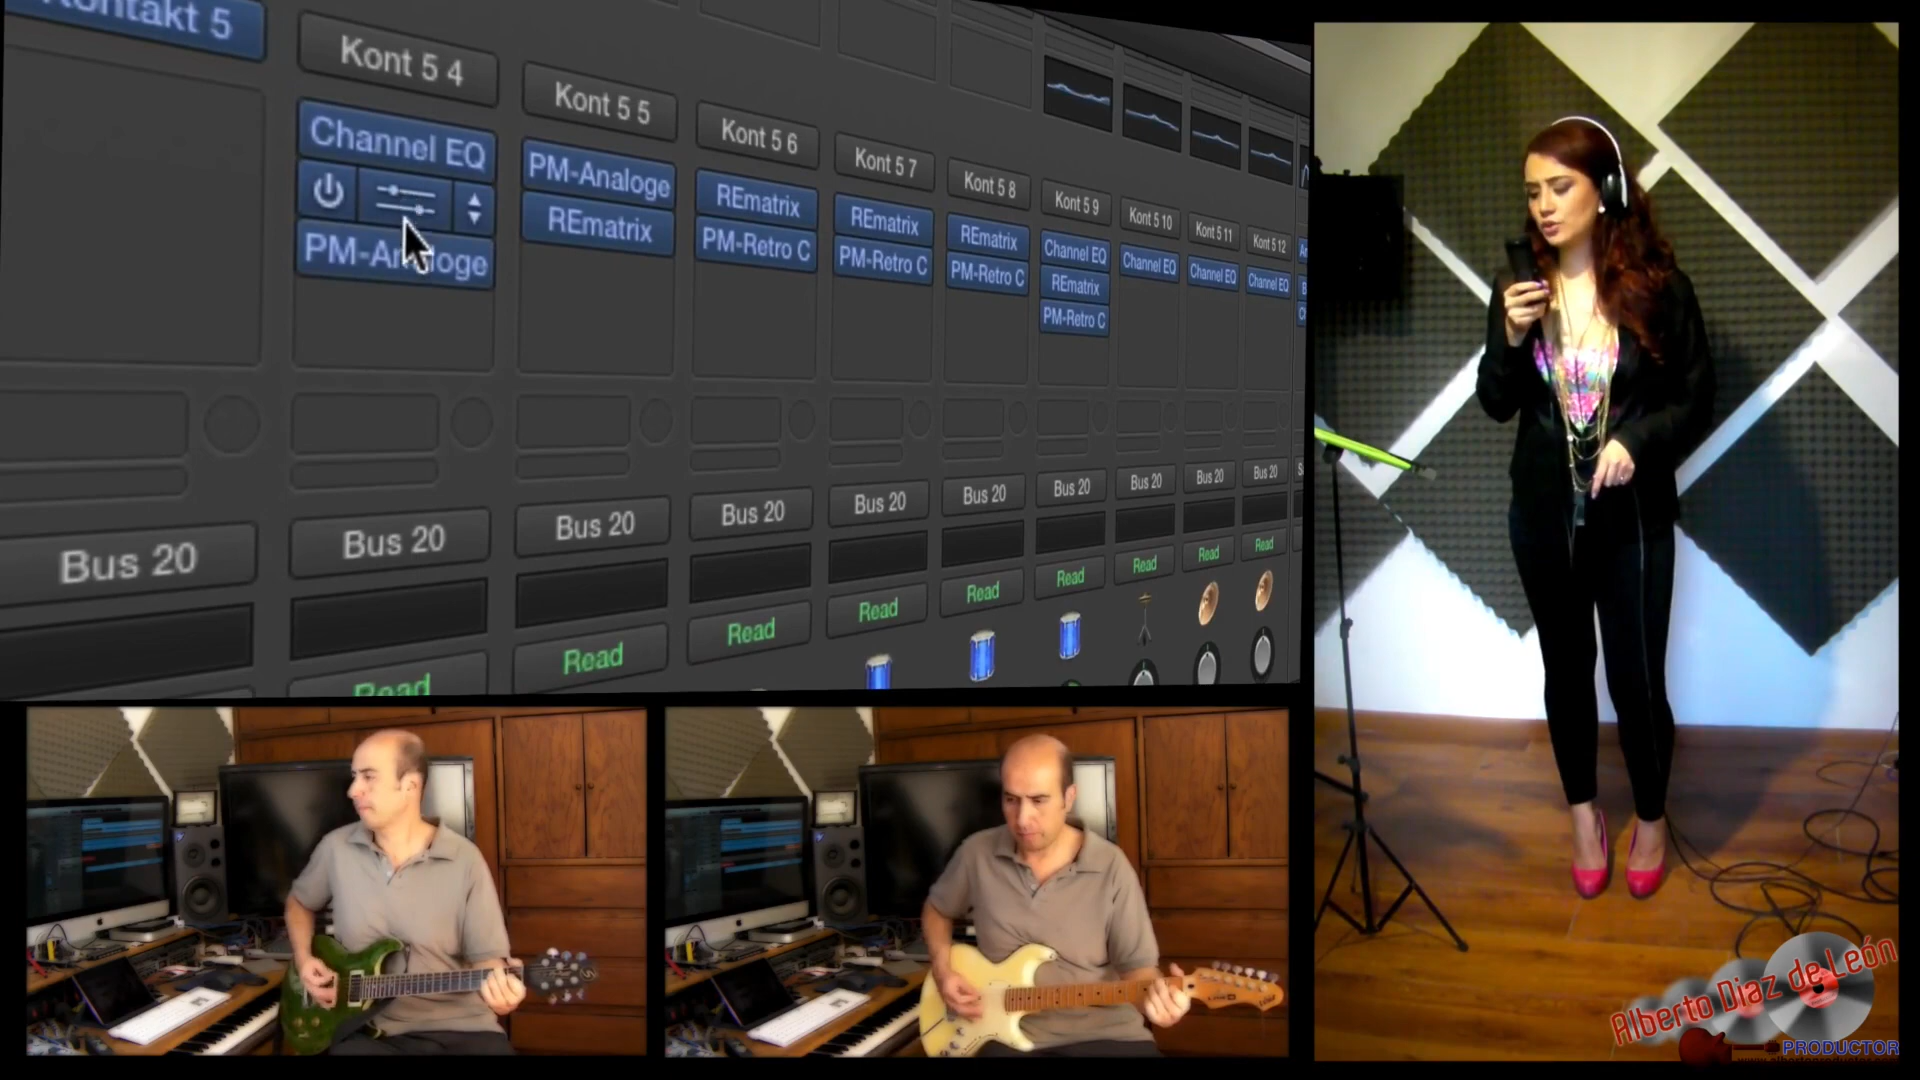 Kontakt 5
Kont 5 4
Kont 5 5
Kont 5 6
Kont 5 7
Kont 5 8
Kont 5 9
Kont 5 10
Kont 5 11
Kont 5 12
Channel EQ
PM-Analoge
PM-Analoge
REmatrix
REmatrix
PM-Retro C
REmatrix
PM-Retro C
REmatrix
PM-Retro C
Channel EQ
REmatrix
PM-Retro C
Channel EQ
Channel EQ
Channel EQ
Bus 20
Bus 20
Bus 20
Bus 20
Bus 20
Bus 20
Bus 20
Bus 20
Bus 20
Bus 20
Read
Read
Read
Read
Read
Read
Read
Read
Read
Alberto Diaz de León
PRODUCTOR